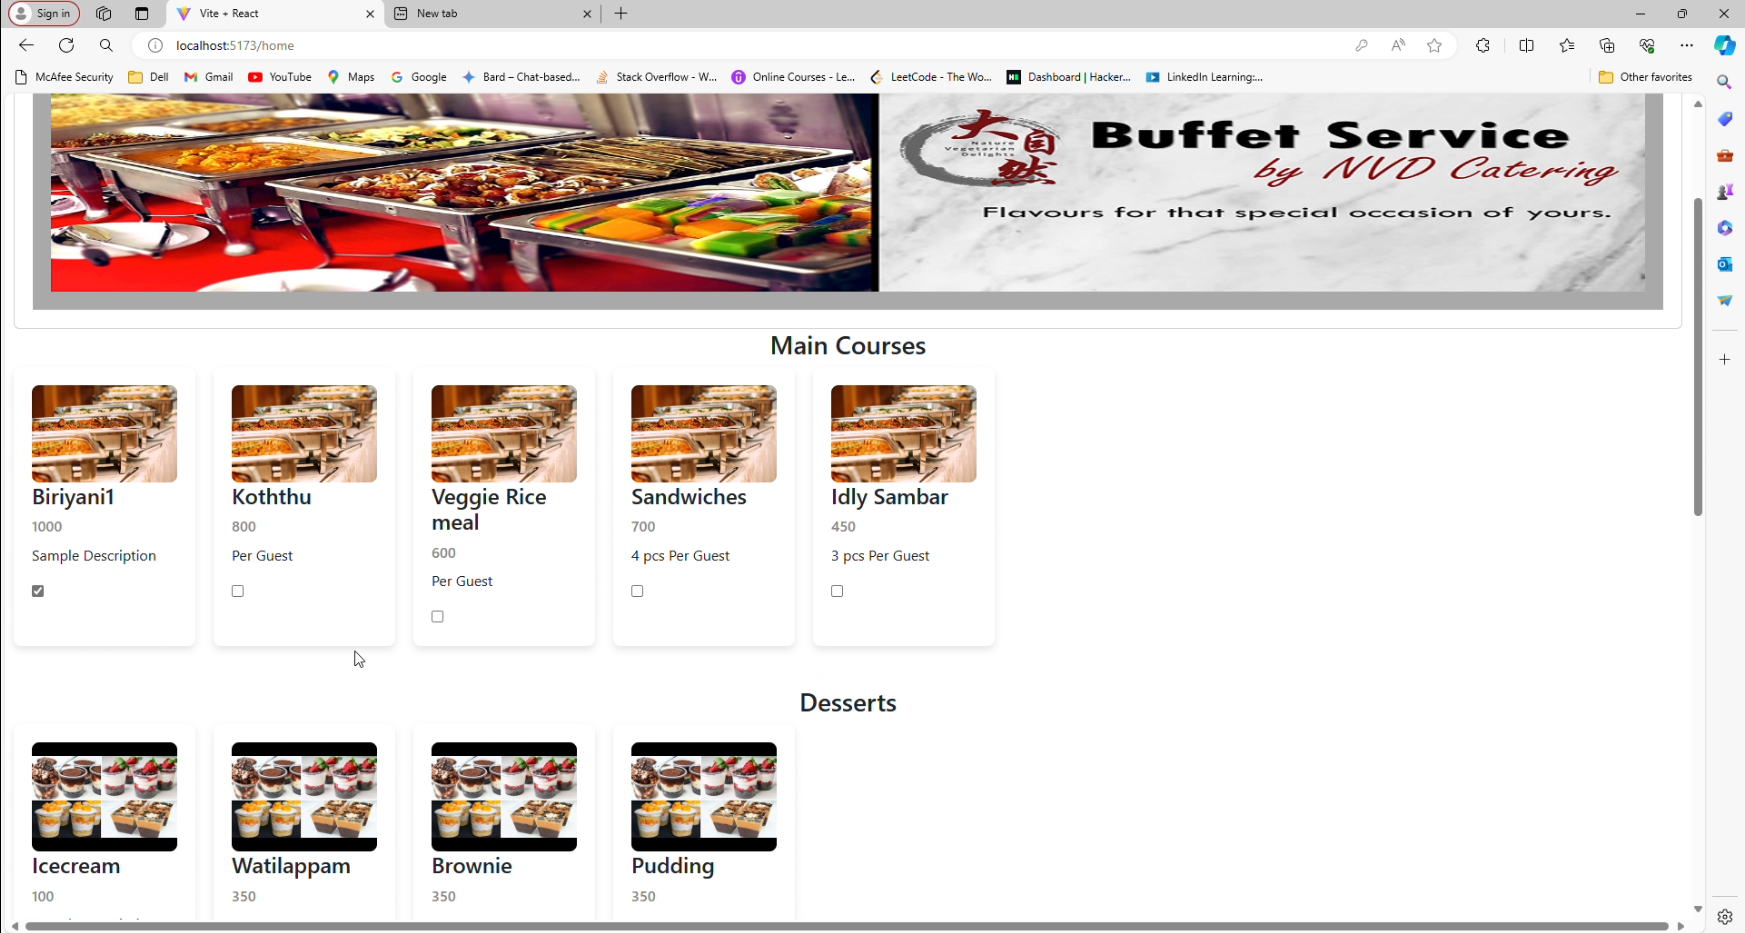 Sign in
Vite + React
New tab
localhost:5173/home
McAfee Security
Dell
Gmail
YouTube
Maps
Google
Bard – Chat-based...
Stack Overflow - W...
Online Courses - Le...
LeetCode - The Wo...
Dashboard | Hacker...
LinkedIn Learning:...
Other favorites
大自然
Nature
Vegetarian
Delights
Buffet Service
by NVD Catering
Flavours for that special occasion of yours.
Main Courses
Biriyani1
1000
Sample Description
Koththu
800
Per Guest
Veggie Rice
meal
600
Per Guest
Sandwiches
700
4 pcs Per Guest
Idly Sambar
450
3 pcs Per Guest
Desserts
Icecream
100
Watilappam
350
Brownie
350
Pudding
350